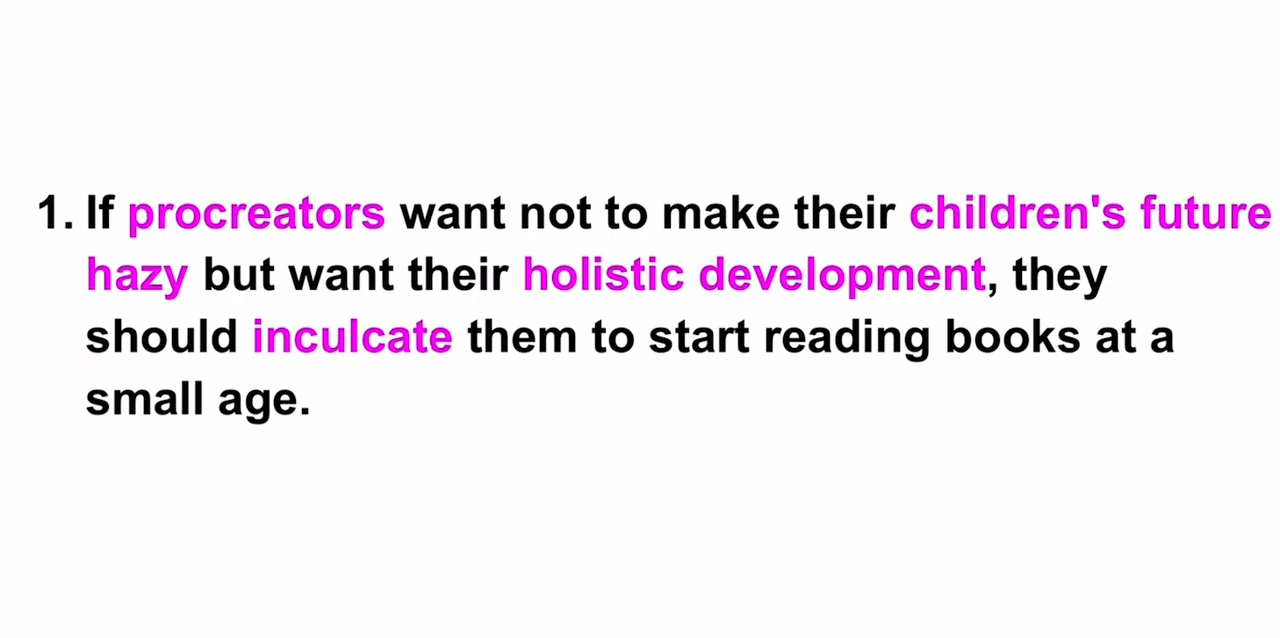 1. If procreators want not to make their children's future
hazy but want their holistic development, they
should inculcate them to start reading books at a
small age.